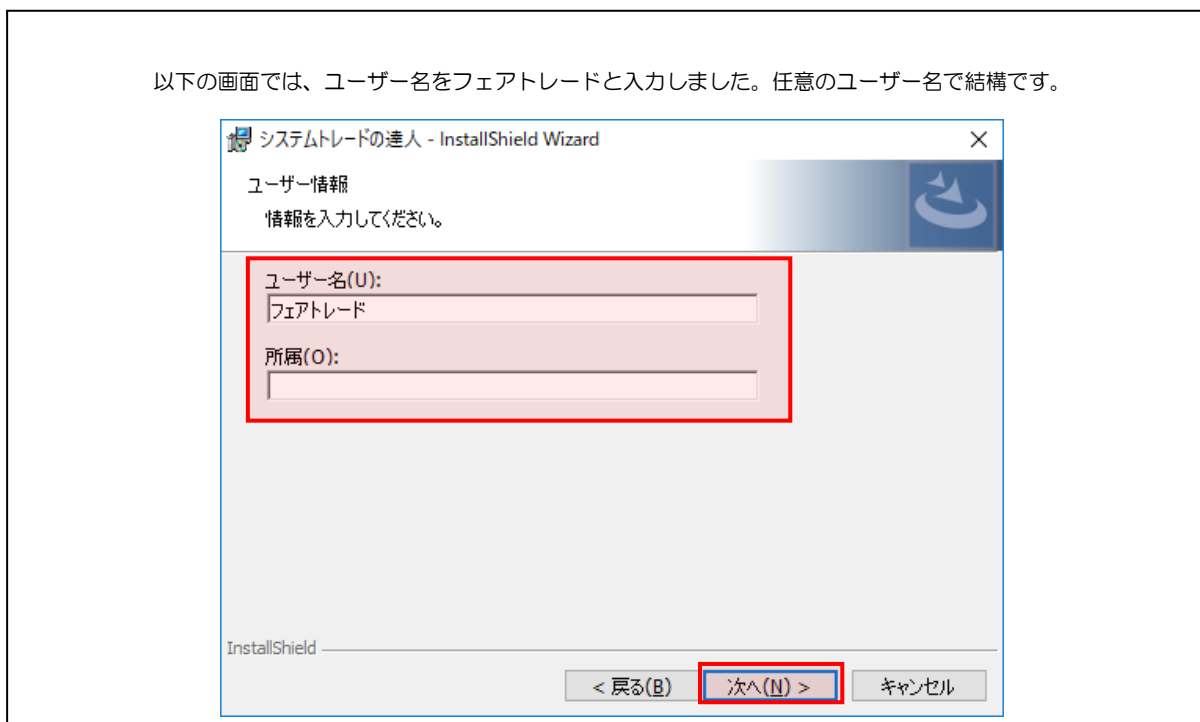 以下の画面では、ユーザー名をフェアトレードと入力しました。任意のユーザー名で結構です。
システムトレードの達人 - InstallShield Wizard
ユーザー情報
情報を入力してください。
ユーザー名(U):
フェアトレード
所属(O):
InstallShield
< 戻る(B) 次へ(N) > キャンセル